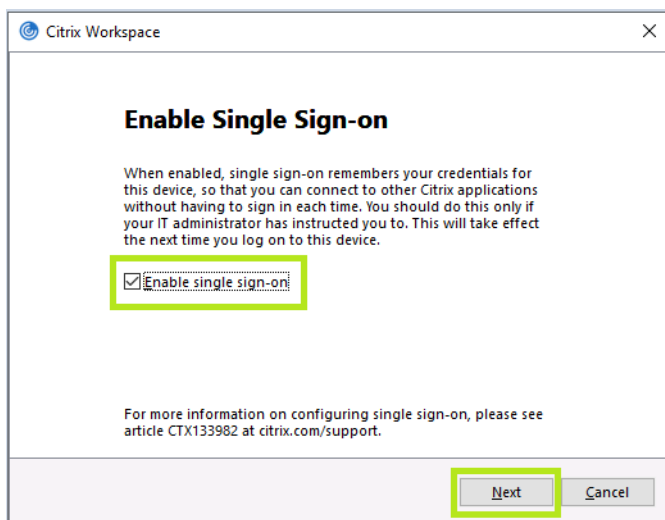 Citrix Workspace
Enable Single Sign-on
When enabled, single sign-on remembers your credentials for
this device, so that you can connect to other Citrix applications
without having to sign in each time. You should do this only if
your IT administrator has instructed you to. This will take effect
the next time you log on to this device.
Enable single sign-on
For more information on configuring single sign-on, please see
article CTX133982 at citrix.com/support.
Next
Cancel